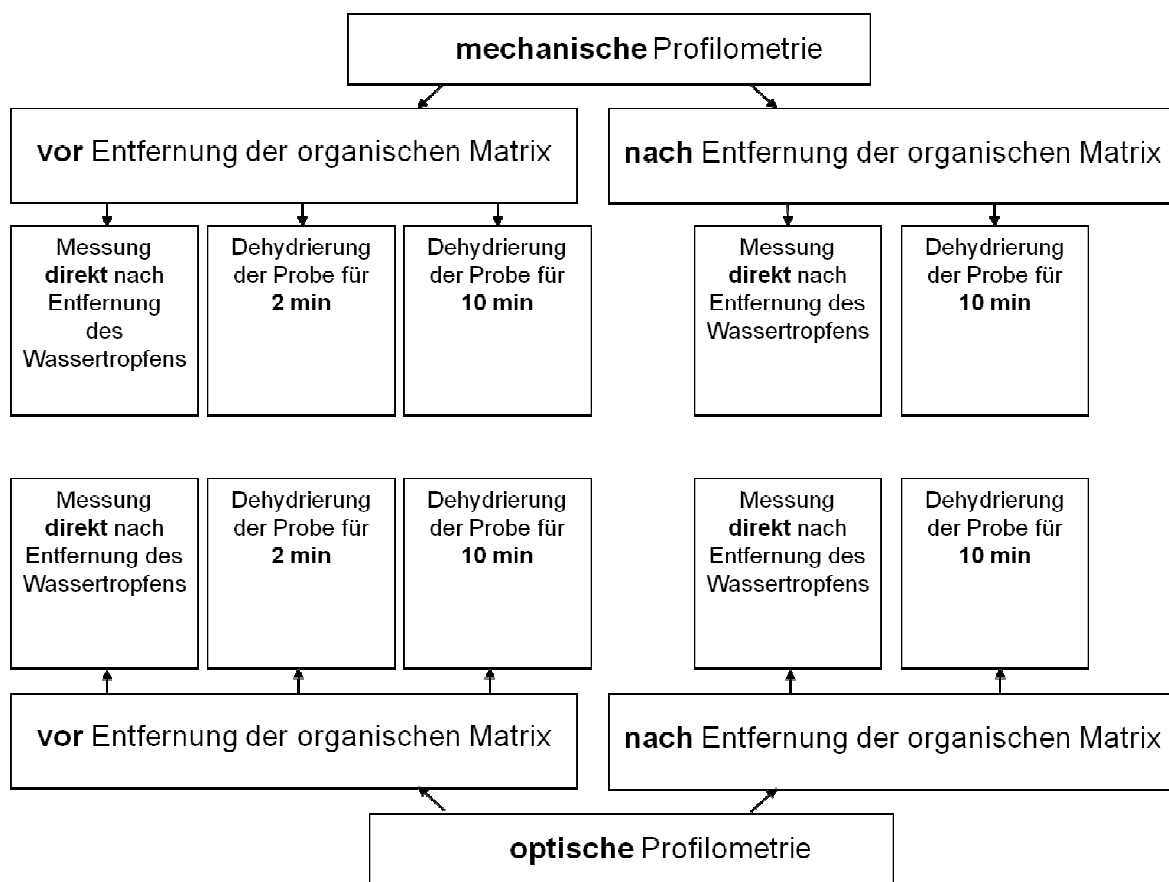 mechanische Profilometrie
vor Entfernung der organischen Matrix
nach Entfernung der organischen Matrix
Messung
direkt nach
Entfernung
des
Wassertropfens
Dehydrierung
der Probe für
2 min
Dehydrierung
der Probe für
10 min
Messung
direkt nach
Entfernung des
Wassertropfens
Dehydrierung
der Probe für
10 min
Messung
direkt nach
Entfernung des
Wassertropfens
Dehydrierung
der Probe für
2 min
Dehydrierung
der Probe für
10 min
Messung
direkt nach
Entfernung des
Wassertropfens
Dehydrierung
der Probe für
10 min
vor Entfernung der organischen Matrix
nach Entfernung der organischen Matrix
optische Profilometrie